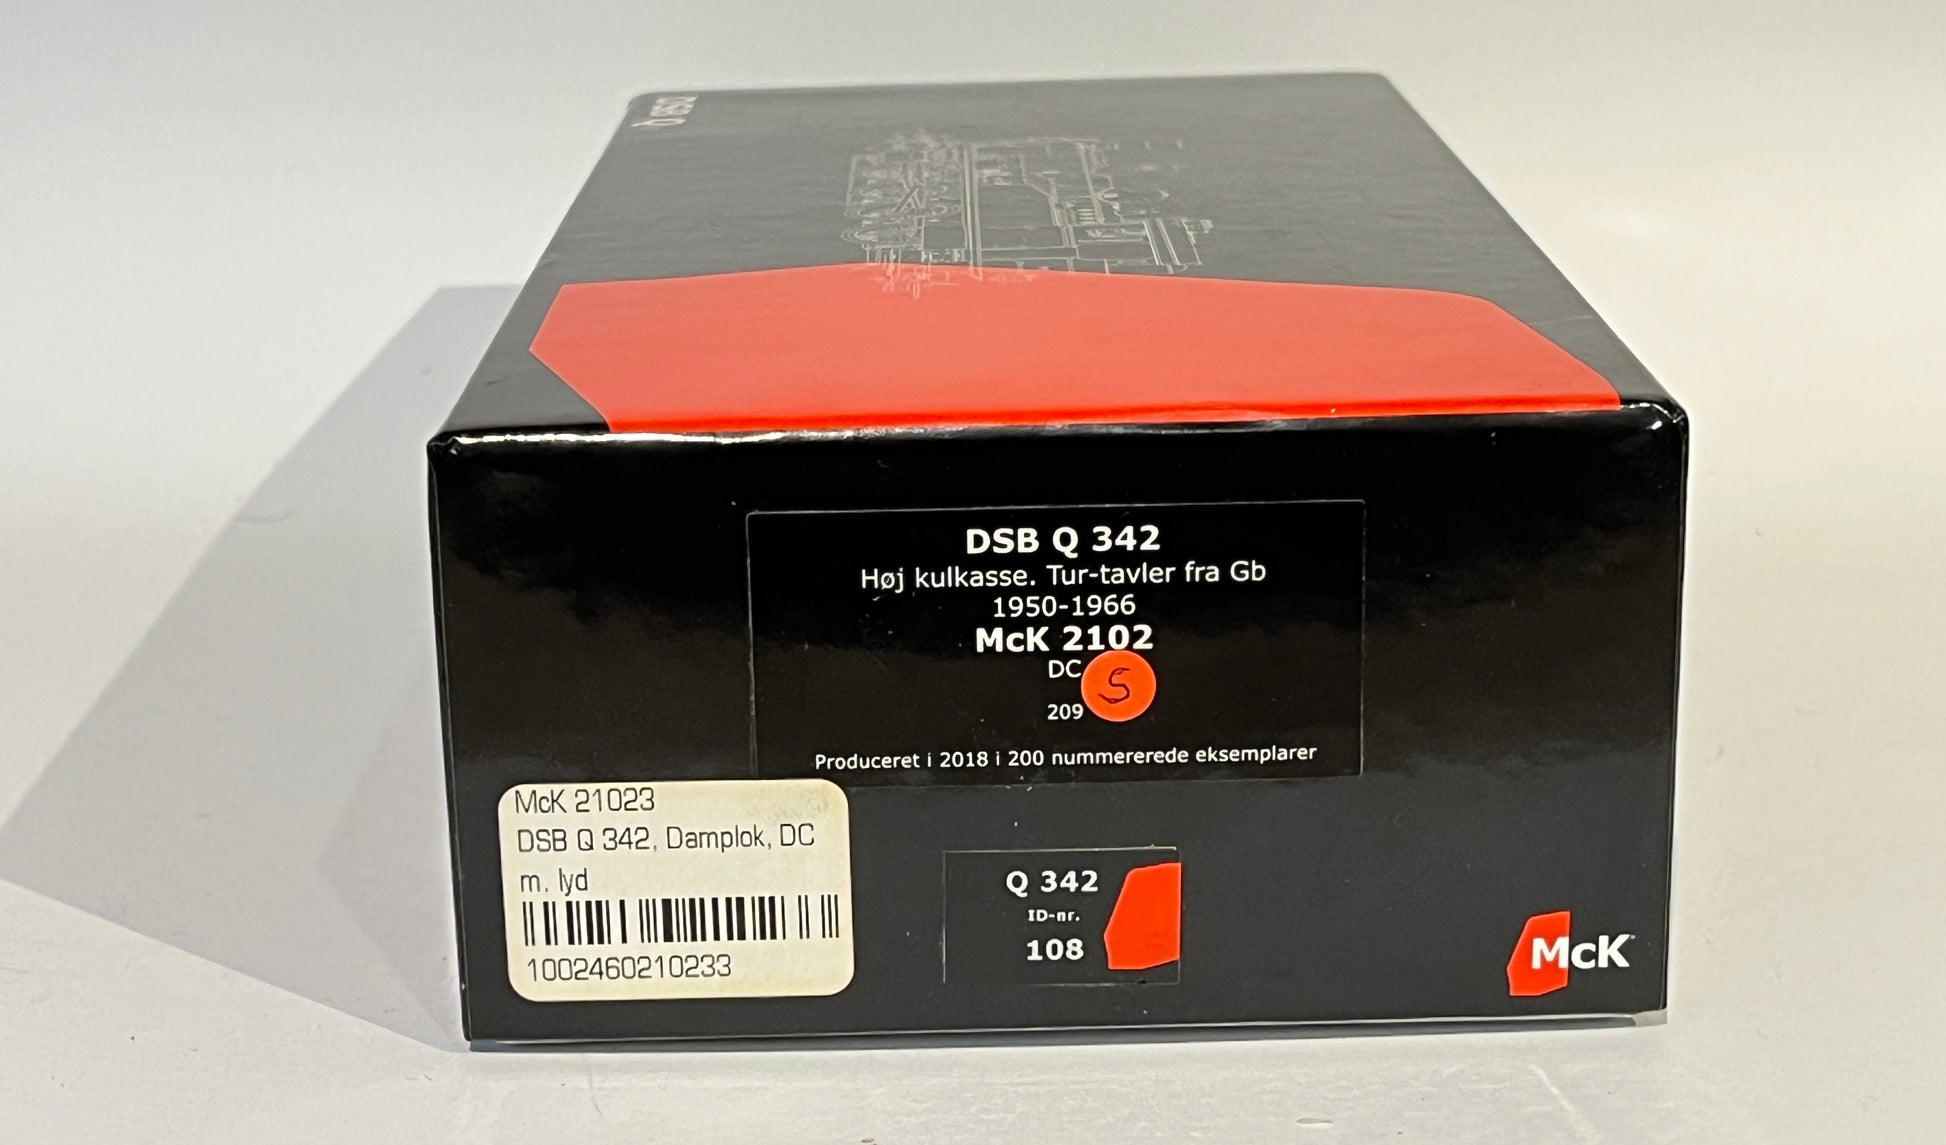 DSB Q 342
Høj kulkasse. Tur-tavler fra Gb
1950-1966
McK 2102
DC
S
209
Produceret i 2018 i 200 nummererede eksemplarer
McK 21023
DSB Q 342, Damplok, DC
m. lyd
1002460210233
Q 342
ID-nr.
108
McK